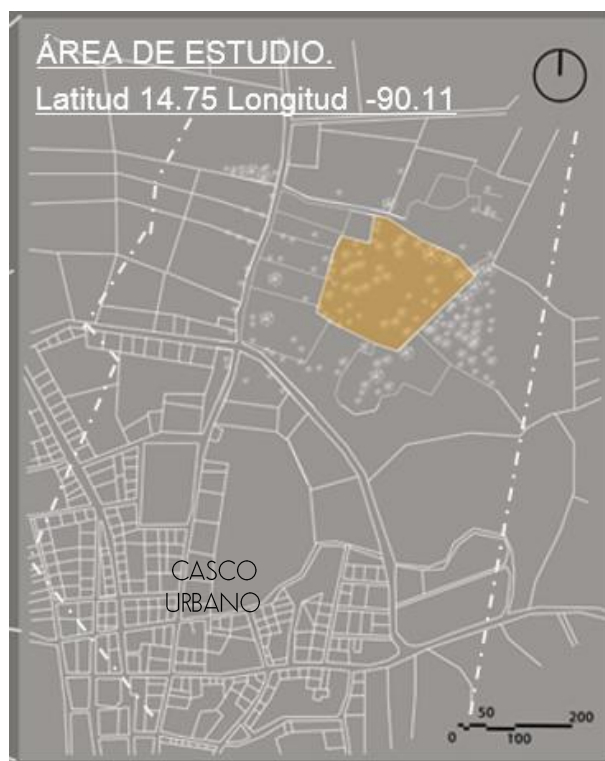 ÁREA DE ESTUDIO.
Latitud 14.75 Longitud -90.11
CASCO
URBANO
50 200
0 100